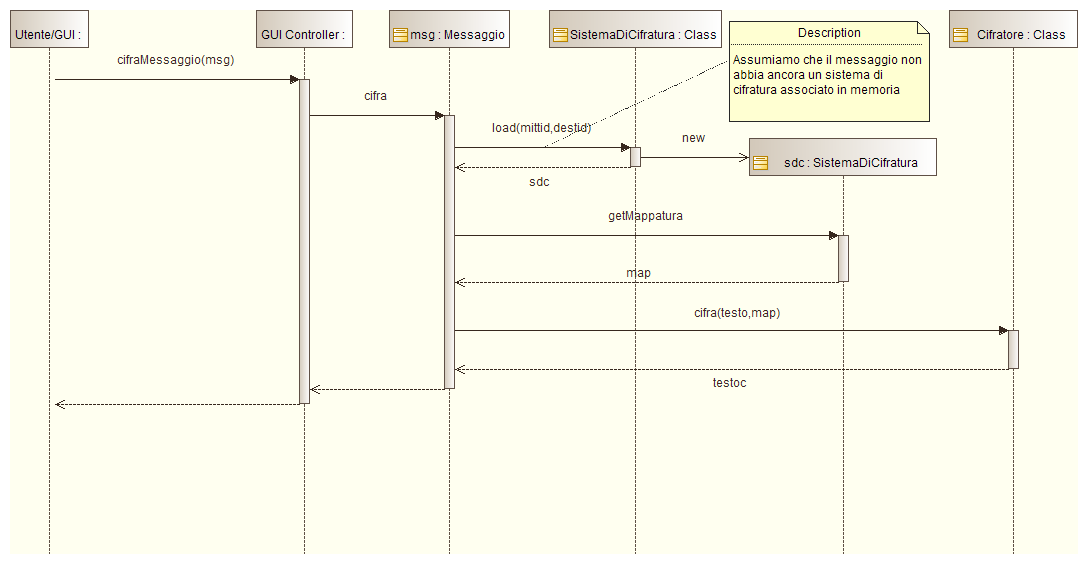 Utente/GUI :
GUI Controller :
msg : Messaggio
SistemaDiCifratura : Class
Description
Assumiamo che il messaggio non
abbia ancora un sistema di
cifratura associato in memoria
Cifratore : Class
cifraMessaggio(msg)
cifra
load(mittid,destid)
new
sdc : SistemaDiCifratura
sdc
getMappatura
map
cifra(testo,map)
testoc